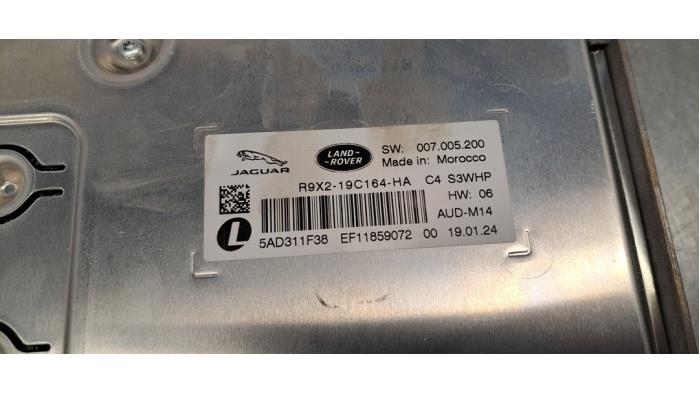 JAGUAR
LAND-
ROVER
SW: 007.005.200
Made in: Morocco
R9X2-19C164-HA C4 S3WHP
HW: 06
AUD-M14
L 5AD311F38 EF11859072 00 19.01.24